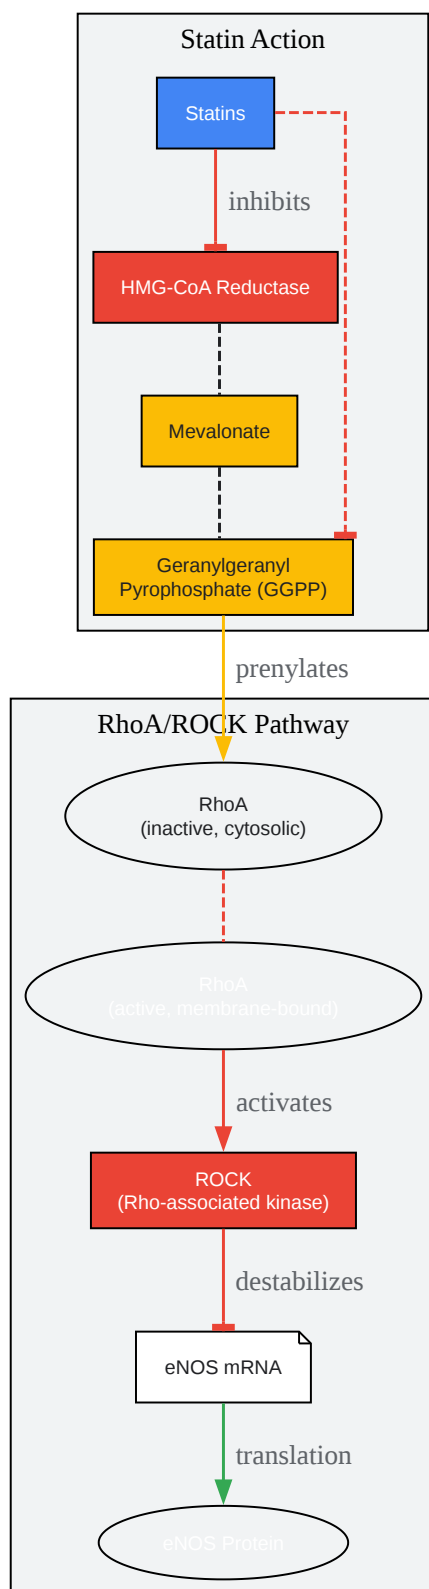 Statin Action
Statins
inhibits
HMG-CoA Reductase
Mevalonate
Geranylgeranyl
Pyrophosphate (GGPP)
prenylates
RhoA/ROCK Pathway
RhoA
(inactive, cytosolic)
RhoA
(active, membrane-bound)
activates
ROCK
(Rho-associated kinase)
destabilizes
eNOS mRNA
translation
eNOS Protein